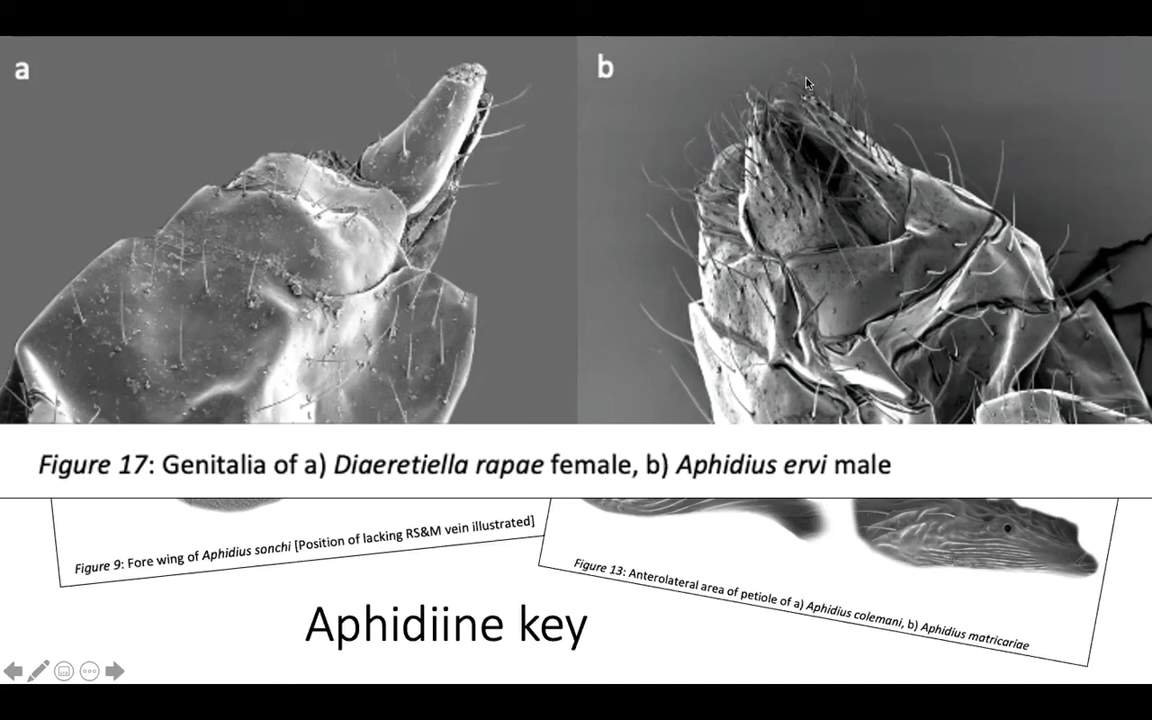 a
b
Figure 17: Genitalia of a) Diaeretiella rapae female, b) Aphidius ervi male
Figure 9: Fore wing of Aphidius sonchi [Position of lacking RS&M vein illustrated]
Figure 13: Anterolateral area of petiole of a) Aphidius colemani, b) Aphidius matricariae
Aphidiine key